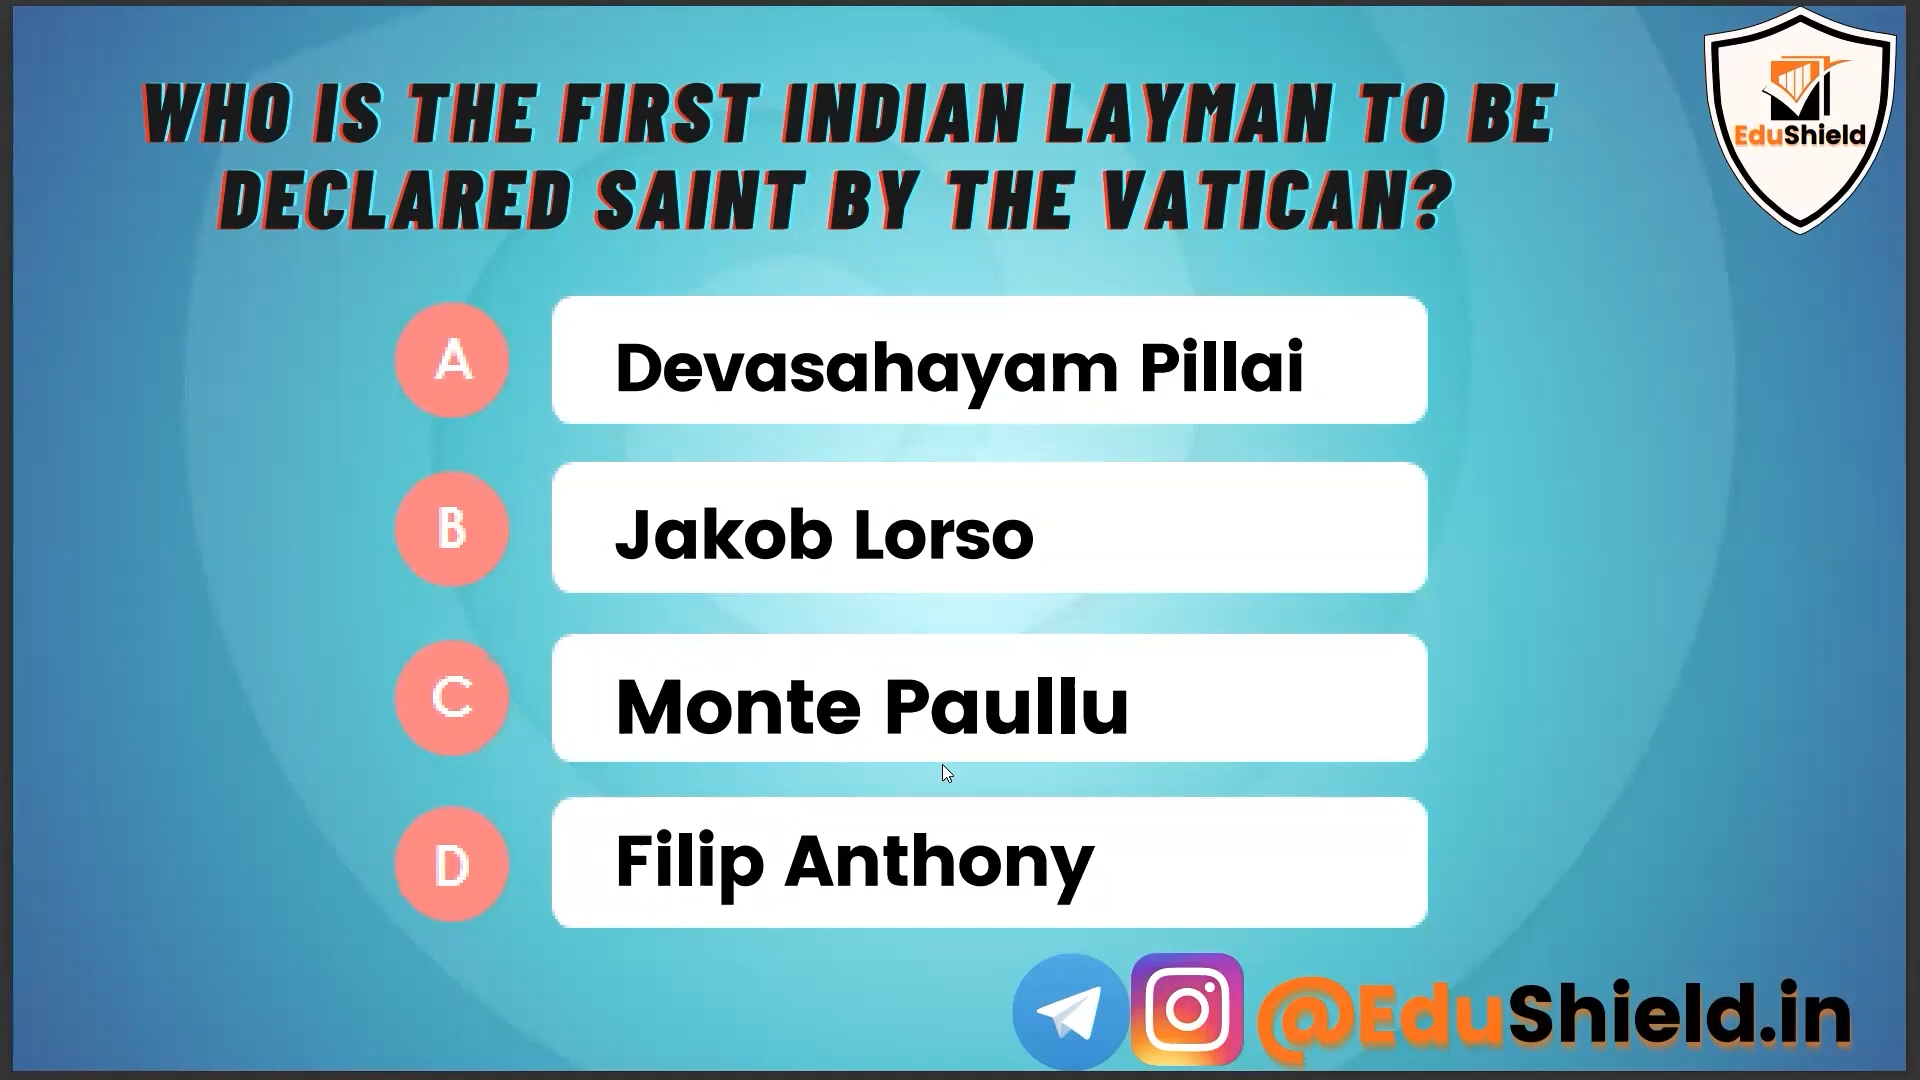 WHO IS THE FIRST INDIAN LAYMAN TO BE
DECLARED SAINT BY THE VATICAN?
EduShield
A Devasahayam Pillai
B Jakob Lorso
C Monte Paullu
D Filip Anthony
@EduShield.in